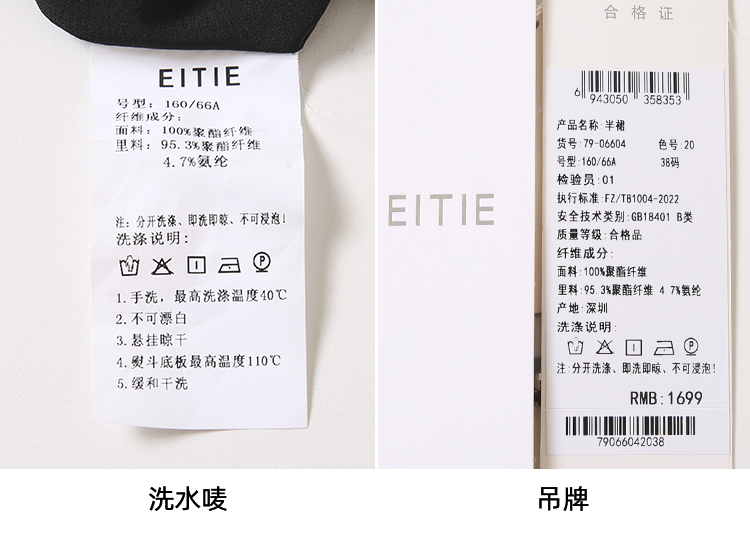 EITIE
号型: 160/66A
纤维成分:
面料: 100%聚酯纤维
里料: 95.3%聚酯纤维
4.7%氨纶
注: 分开洗涤、即洗即晾、不可浸泡!
洗涤说明:
1.手洗，最高洗涤温度40℃
2.不可漂白
3.悬挂晾干
4.熨斗底板最高温度110℃
5.缓和干洗
洗水唛
EITIE
合格证
6 943050 358353
产品名称:半裙
货号:79-06604 色号:20
号型:160/66A 38码
检验员:01
执行标准:FZ/T81004-2022
安全技术类别:GB18401 B类
质量等级:合格品
纤维成分:
面料:100%聚酯纤维
里料:95.3%聚酯纤维 4.7%氨纶
产地:深圳
洗涤说明:
注:分开洗涤、即洗即晾、不可浸泡!
RMB:1699
79066042038
吊牌